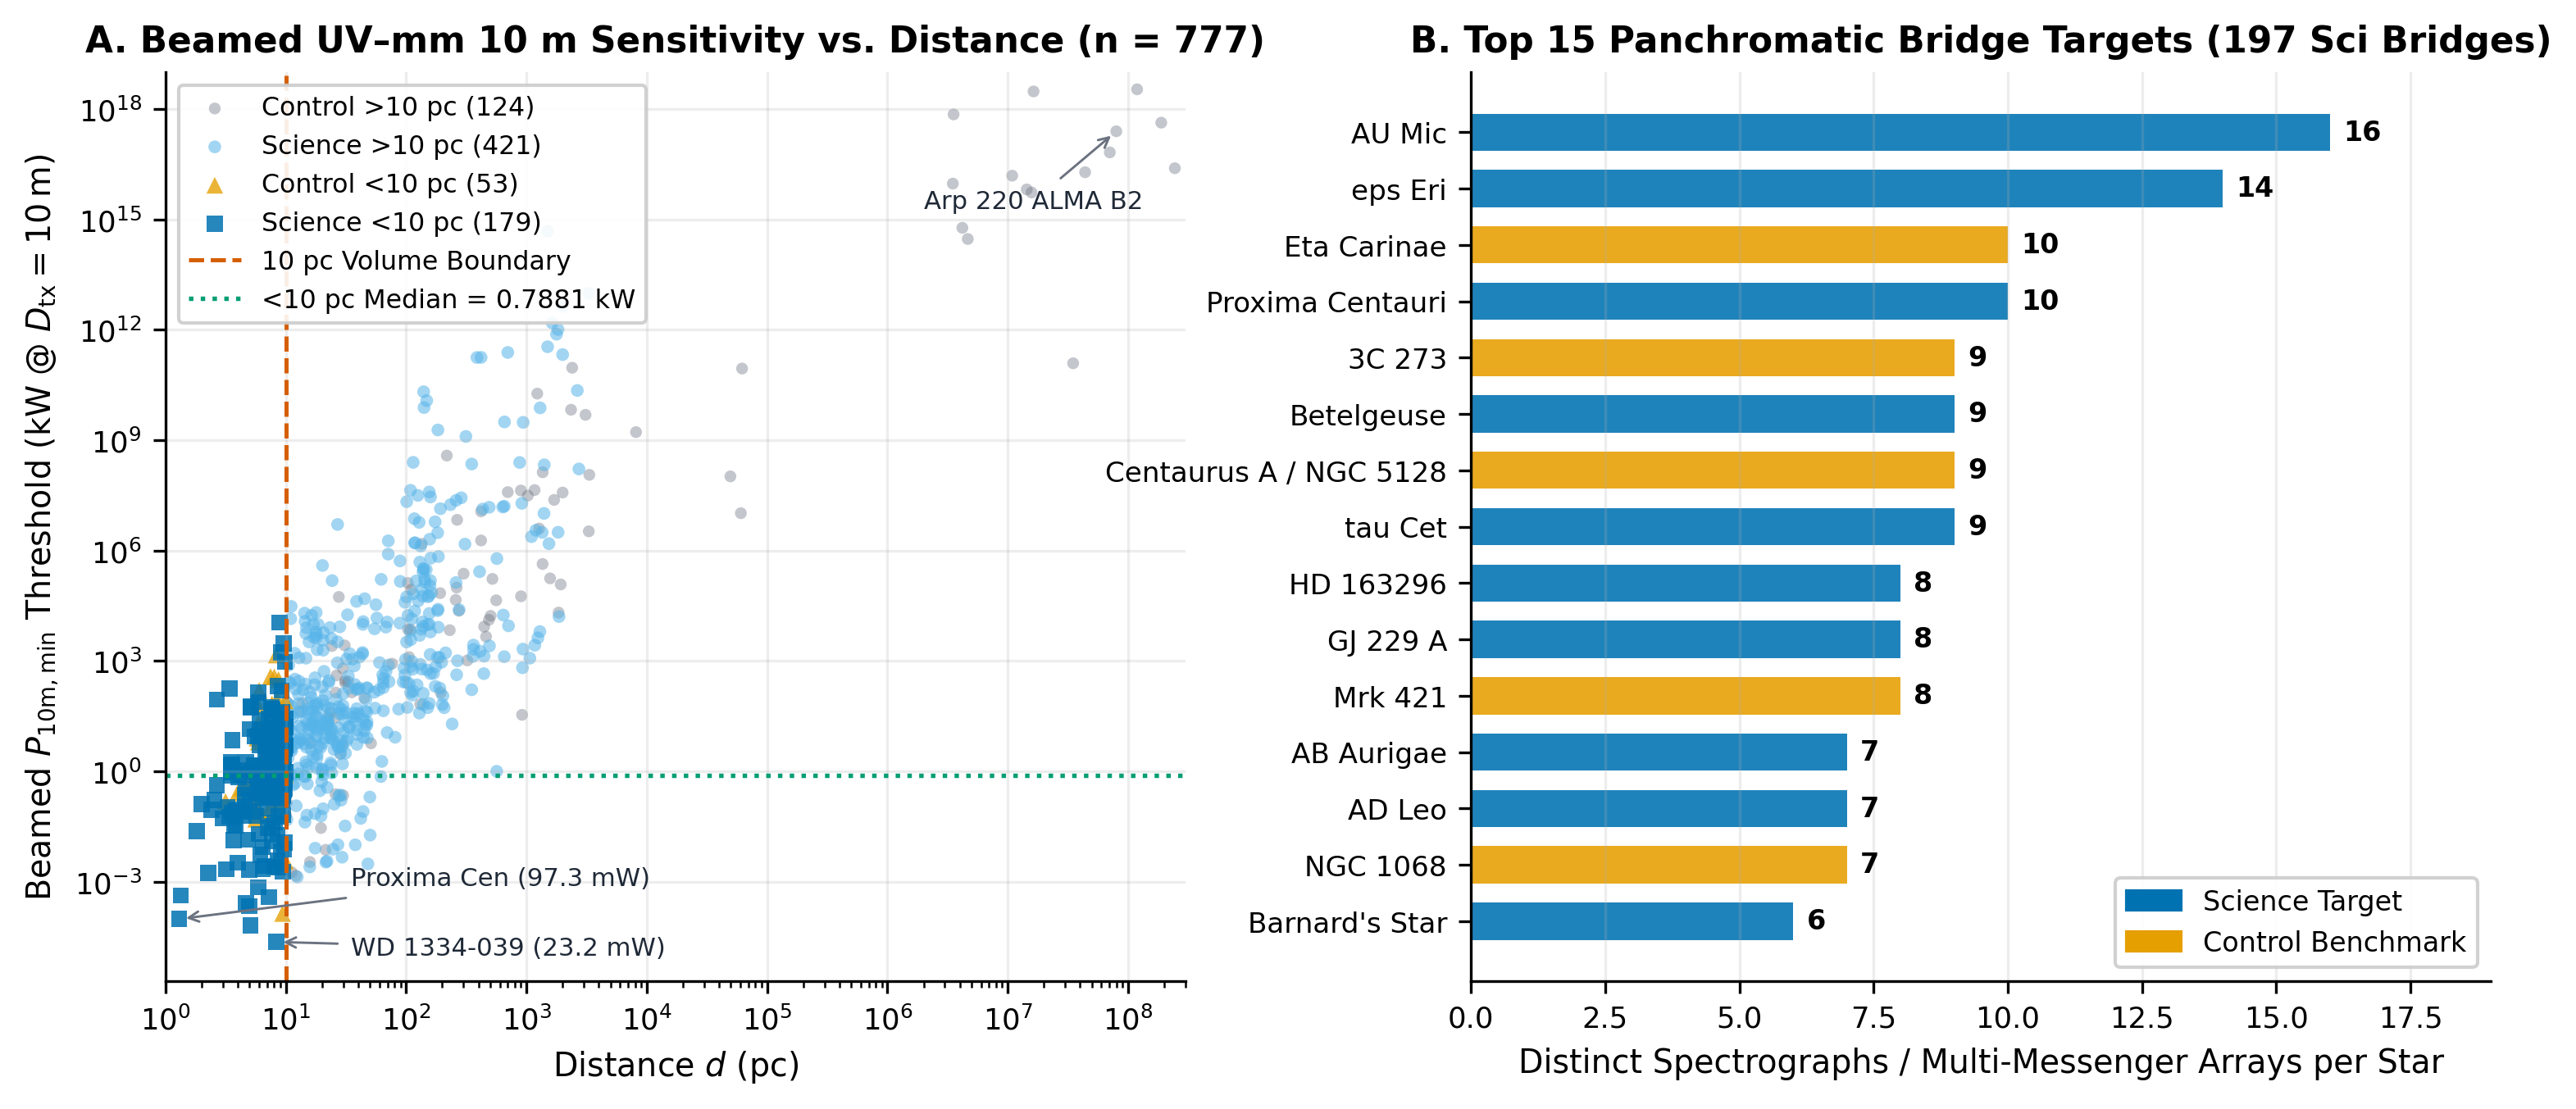 A. Beamed UV–mm 10 m Sensitivity vs. Distance (n = 777)
Beamed P10m, min Threshold (kW @ Dtx = 10 m)
10^18
10^15
10^12
10^9
10^6
10^3
10^0
10^−3
Control >10 pc (124)
Science >10 pc (421)
Control <10 pc (53)
Science <10 pc (179)
10 pc Volume Boundary
<10 pc Median = 0.7881 kW
Arp 220 ALMA B2
Proxima Cen (97.3 mW)
WD 1334-039 (23.2 mW)
10^0 10^1 10^2 10^3 10^4 10^5 10^6 10^7 10^8
Distance d (pc)
B. Top 15 Panchromatic Bridge Targets (197 Sci Bridges)
AU Mic 16
eps Eri 14
Eta Carinae 10
Proxima Centauri 10
3C 273 9
Betelgeuse 9
Centaurus A / NGC 5128 9
tau Cet 9
HD 163296 8
GJ 229 A 8
Mrk 421 8
AB Aurigae 7
AD Leo 7
NGC 1068 7
Barnard's Star 6
Science Target
Control Benchmark
0.0 2.5 5.0 7.5 10.0 12.5 15.0 17.5
Distinct Spectrographs / Multi-Messenger Arrays per Star